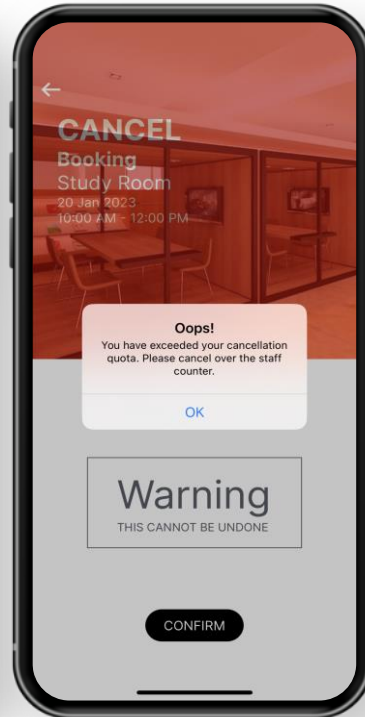 CANCEL
Booking
Study Room
20 Jan 2023
10:00 AM - 12:00 PM
Oops!
You have exceeded your cancellation
quota. Please cancel over the staff
counter.
OK
Warning
THIS CANNOT BE UNDONE
CONFIRM